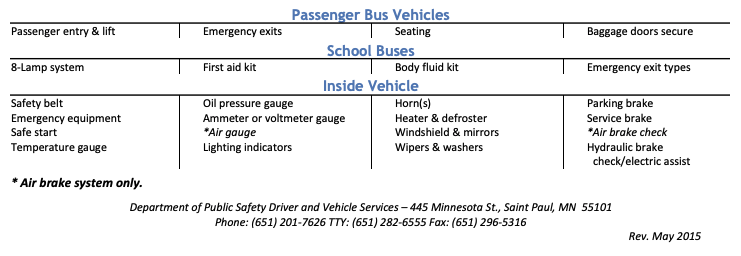 Passenger Bus Vehicles
Passenger entry & lift Emergency exits Seating Baggage doors secure
School Buses
8-Lamp system First aid kit Body fluid kit Emergency exit types
Inside Vehicle
Safety belt Oil pressure gauge Horn(s) Parking brake
Emergency equipment Ammeter or voltmeter gauge Heater & defroster Service brake
Safe start *Air gauge Windshield & mirrors *Air brake check
Temperature gauge Lighting indicators Wipers & washers Hydraulic brake
check/electric assist
* Air brake system only.
Department of Public Safety Driver and Vehicle Services – 445 Minnesota St., Saint Paul, MN 55101
Phone: (651) 201-7626 TTY: (651) 282-6555 Fax: (651) 296-5316
Rev. May 2015